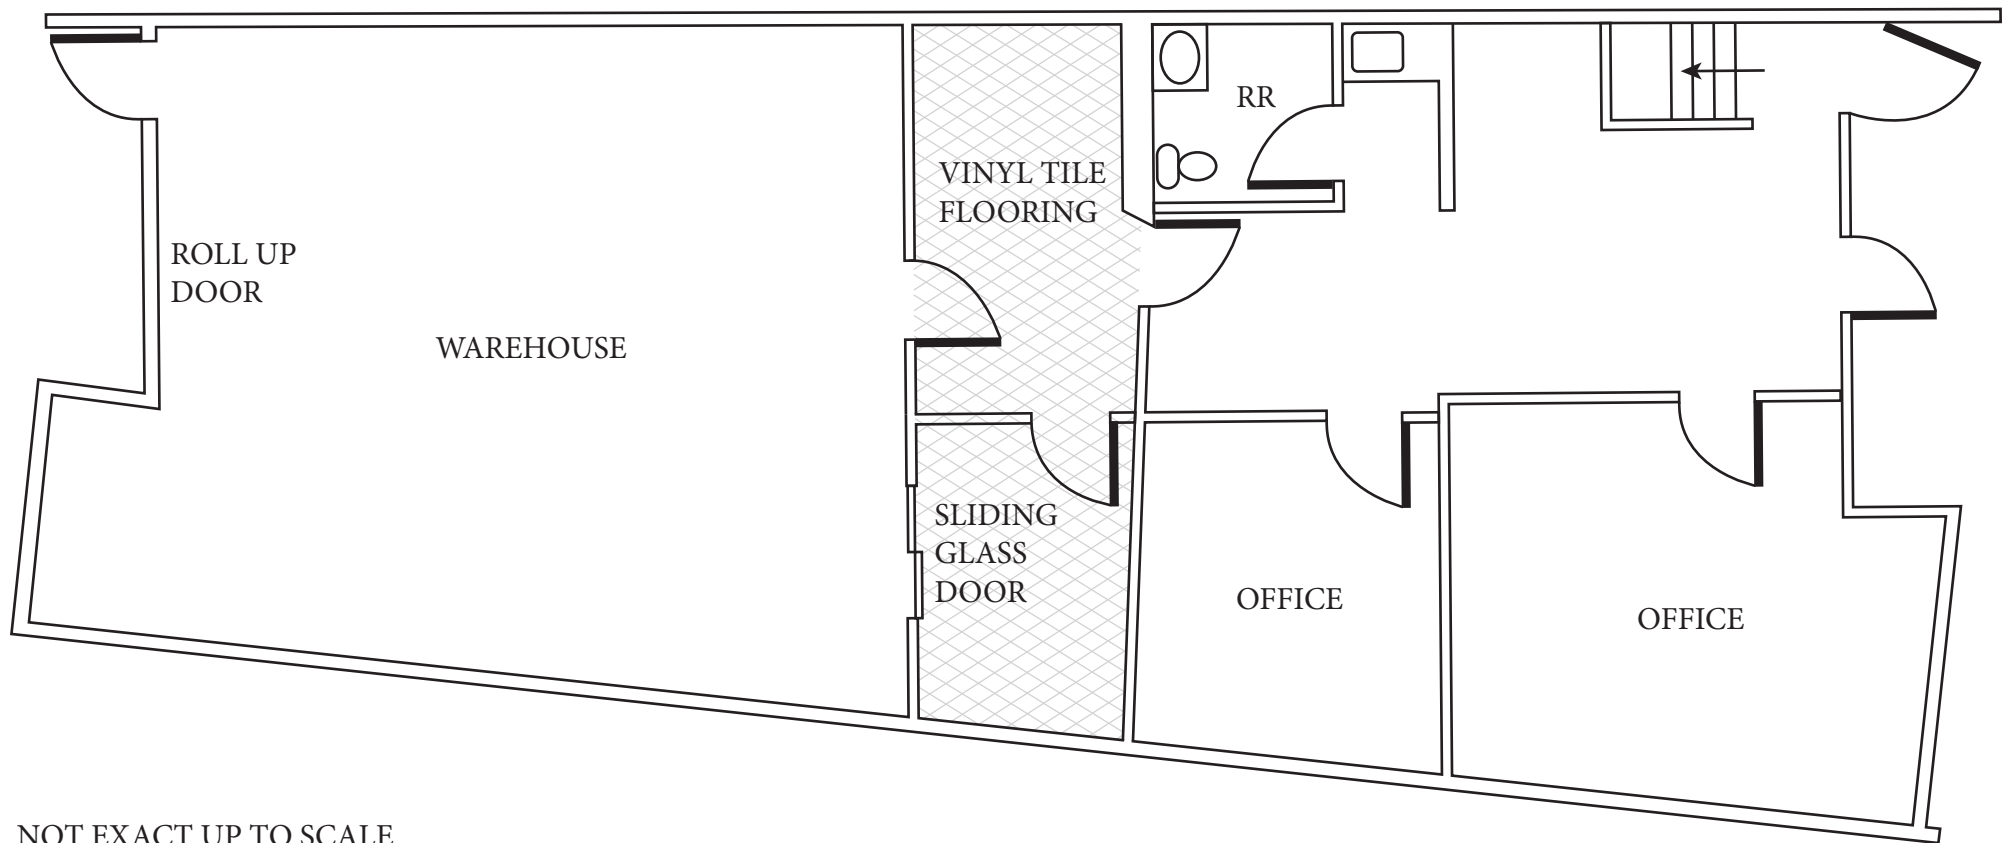 RR
VINYL TILE
FLOORING
ROLL UP
DOOR
WAREHOUSE
SLIDING
GLASS
DOOR
OFFICE
OFFICE
NOT EXACT UP TO SCALE